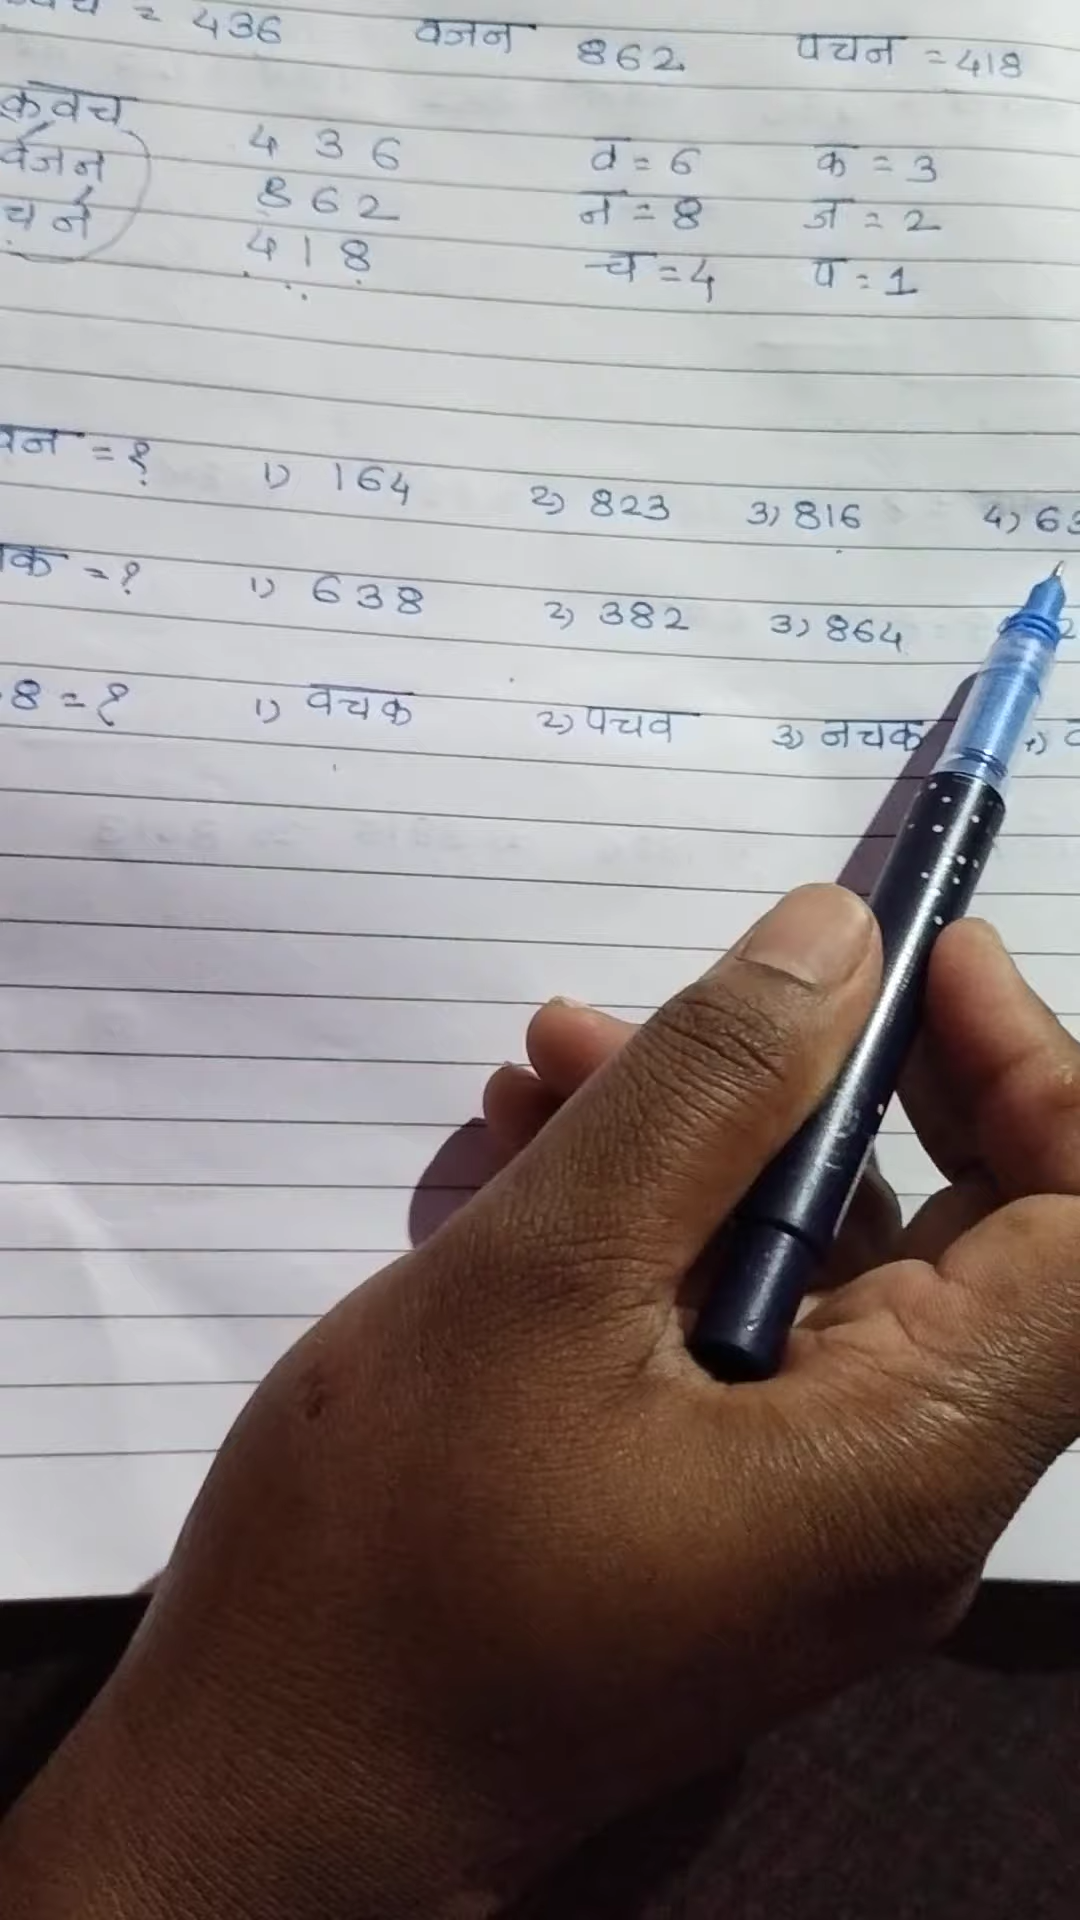 = 436 वजन 862 पचन = 418
कवच 4 3 6 व = 6 क = 3
वजन 8 6 2 न = 8 ज = 2
चन 4 1 8 च = 4 प = 1
= ? 1) 164 2) 823 3) 816 4) 63
क = ? 1) 638 2) 382 3) 864
8 = ? 1) वचक 2) पचव 3) नचक